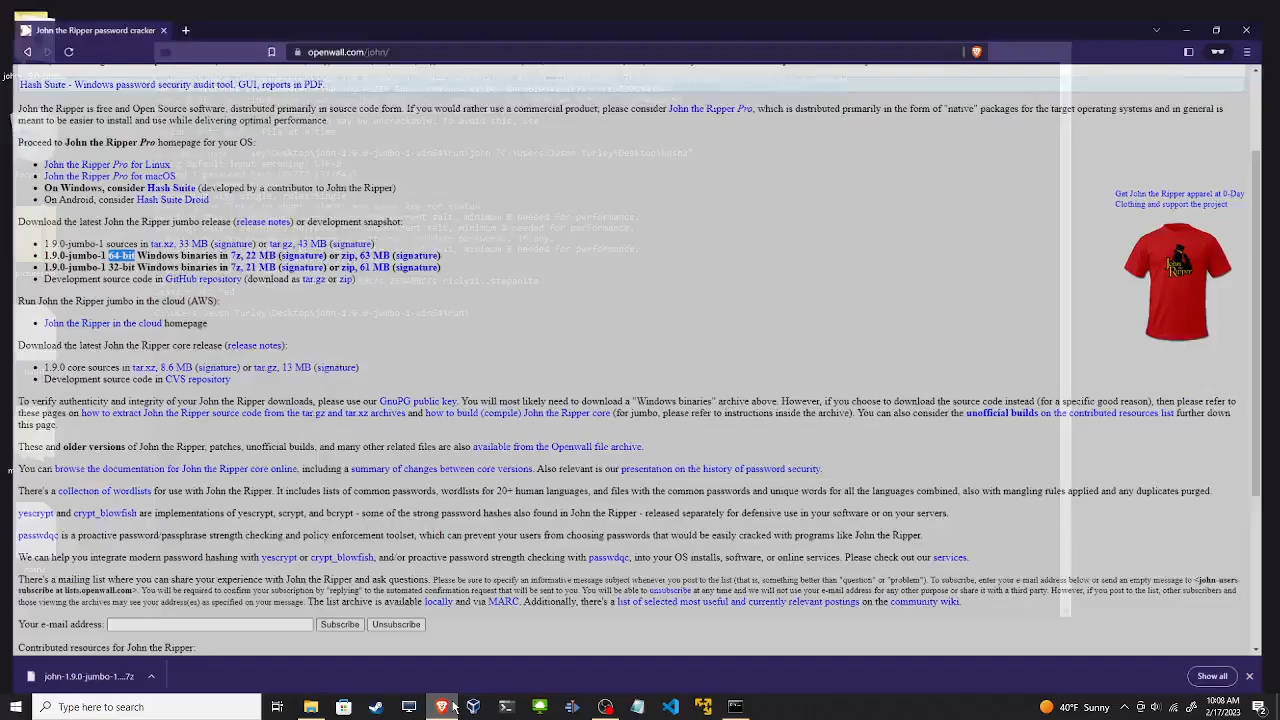 John the Ripper password cracker
openwall.com/john/
Hash Suite - Windows password security audit tool, GUI, reports in PDF.
John the Ripper is free and Open Source software, distributed primarily in source code form. If you would rather use a commercial product, please consider John the Ripper Pro, which is distributed primarily in the form of "native" packages for the target operating systems and in general is
meant to be easier to install and use while delivering optimal performance.
Proceed to John the Ripper Pro homepage for your OS:
John the Ripper Pro for Linux
John the Ripper Pro for macOS
On Windows, consider Hash Suite (developed by a contributor to John the Ripper)
On Android, consider Hash Suite Droid
Get John the Ripper apparel at 0-Day
Clothing and support the project
Download the latest John the Ripper jumbo release (release notes) or development snapshot:
1.9.0-jumbo-1 sources in tar.xz, 33 MB (signature) or tar.gz, 43 MB (signature)
1.9.0-jumbo-1 64-bit Windows binaries in 7z, 22 MB (signature) or zip, 63 MB (signature)
1.9.0-jumbo-1 32-bit Windows binaries in 7z, 21 MB (signature) or zip, 61 MB (signature)
Development source code in GitHub repository (download as tar.gz or zip)
Run John the Ripper jumbo in the cloud (AWS):
John the Ripper in the cloud homepage
Download the latest John the Ripper core release (release notes):
1.9.0 core sources in tar.xz, 8.6 MB (signature) or tar.gz, 13 MB (signature)
Development source code in CVS repository
To verify authenticity and integrity of your John the Ripper downloads, please use our GnuPG public key. You will most likely need to download a "Windows binaries" archive above. However, if you choose to download the source code instead (for a specific good reason), then please refer to
these pages on how to extract John the Ripper source code from the tar.gz and tar.xz archives and how to build (compile) John the Ripper core (for jumbo, please refer to instructions inside the archive). You can also consider the unofficial builds on the contributed resources list further down
this page.
These and older versions of John the Ripper, patches, unofficial builds, and many other related files are also available from the Openwall file archive.
You can browse the documentation for John the Ripper core online, including a summary of changes between core versions. Also relevant is our presentation on the history of password security.
There's a collection of wordlists for use with John the Ripper. It includes lists of common passwords, wordlists for 20+ human languages, and files with the common passwords and unique words for all the languages combined, also with mangling rules applied and any duplicates purged.
yescrypt and crypt_blowfish are implementations of yescrypt, scrypt, and bcrypt - some of the strong password hashes also found in John the Ripper - released separately for defensive use in your software or on your servers.
passwdqc is a proactive password/passphrase strength checking and policy enforcement toolset, which can prevent your users from choosing passwords that would be easily cracked with programs like John the Ripper.
We can help you integrate modern password hashing with yescrypt or crypt_blowfish, and/or proactive password strength checking with passwdqc, into your OS installs, software, or online services. Please check out our services.
There's a mailing list where you can share your experience with John the Ripper and ask questions. Please be sure to specify an informative message subject whenever you post to the list (that is, something better than "question" or "problem"). To subscribe, enter your e-mail address below or send an empty message to <john-users-
subscribe at lists.openwall.com>. You will be required to confirm your subscription by "replying" to the automated confirmation request that will be sent to you. You will be able to unsubscribe at any time and we will not use your e-mail address for any other purpose or share it with a third party. However, if you post to the list, other subscribers and
those viewing the archives may see your address(es) as specified on your message. The list archive is available locally and via MARC. Additionally, there's a list of selected most useful and currently relevant postings on the community wiki.
Your e-mail address:
Subscribe
Unsubscribe
Contributed resources for John the Ripper:
john-1.9.0-jumbo-1....7z
Show all
Type here to search
40°F Sunny
10:08 AM